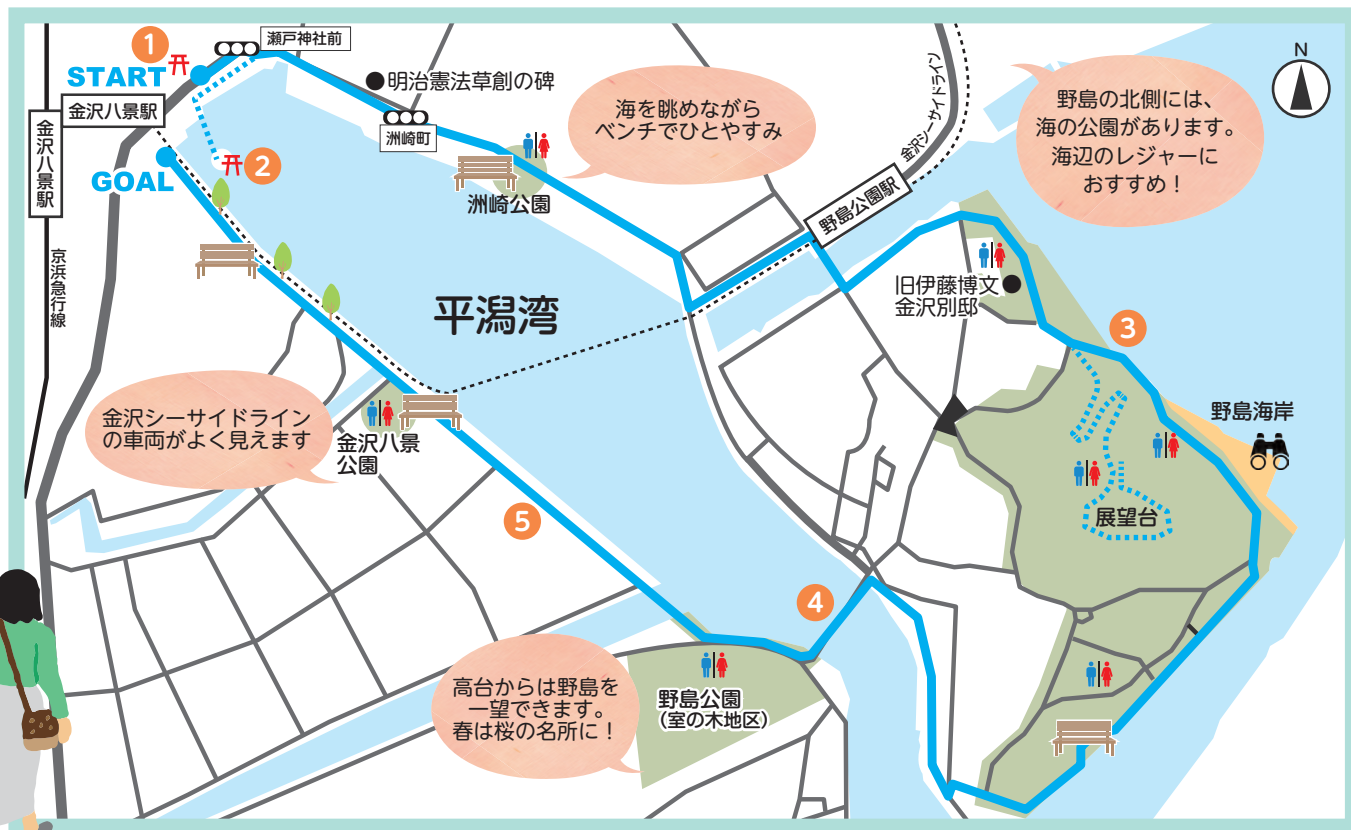 瀬戸神社前
1
START
金沢八景駅
金沢八景駅
GOAL
2
明治憲法草創の碑
洲崎町
海を眺めながら
ベンチでひとやすみ
洲崎公園
金沢シーサイドライン
野島公園駅
野島の北側には、
海の公園があります。
海辺のレジャーに
おすすめ！
N
京浜急行線
平潟湾
旧伊藤博文
金沢別邸
3
野島海岸
展望台
金沢シーサイドライン
の車両がよく見えます
金沢八景
公園
5
4
高台からは野島を
一望できます。
春は桜の名所に！
野島公園
（室の木地区）